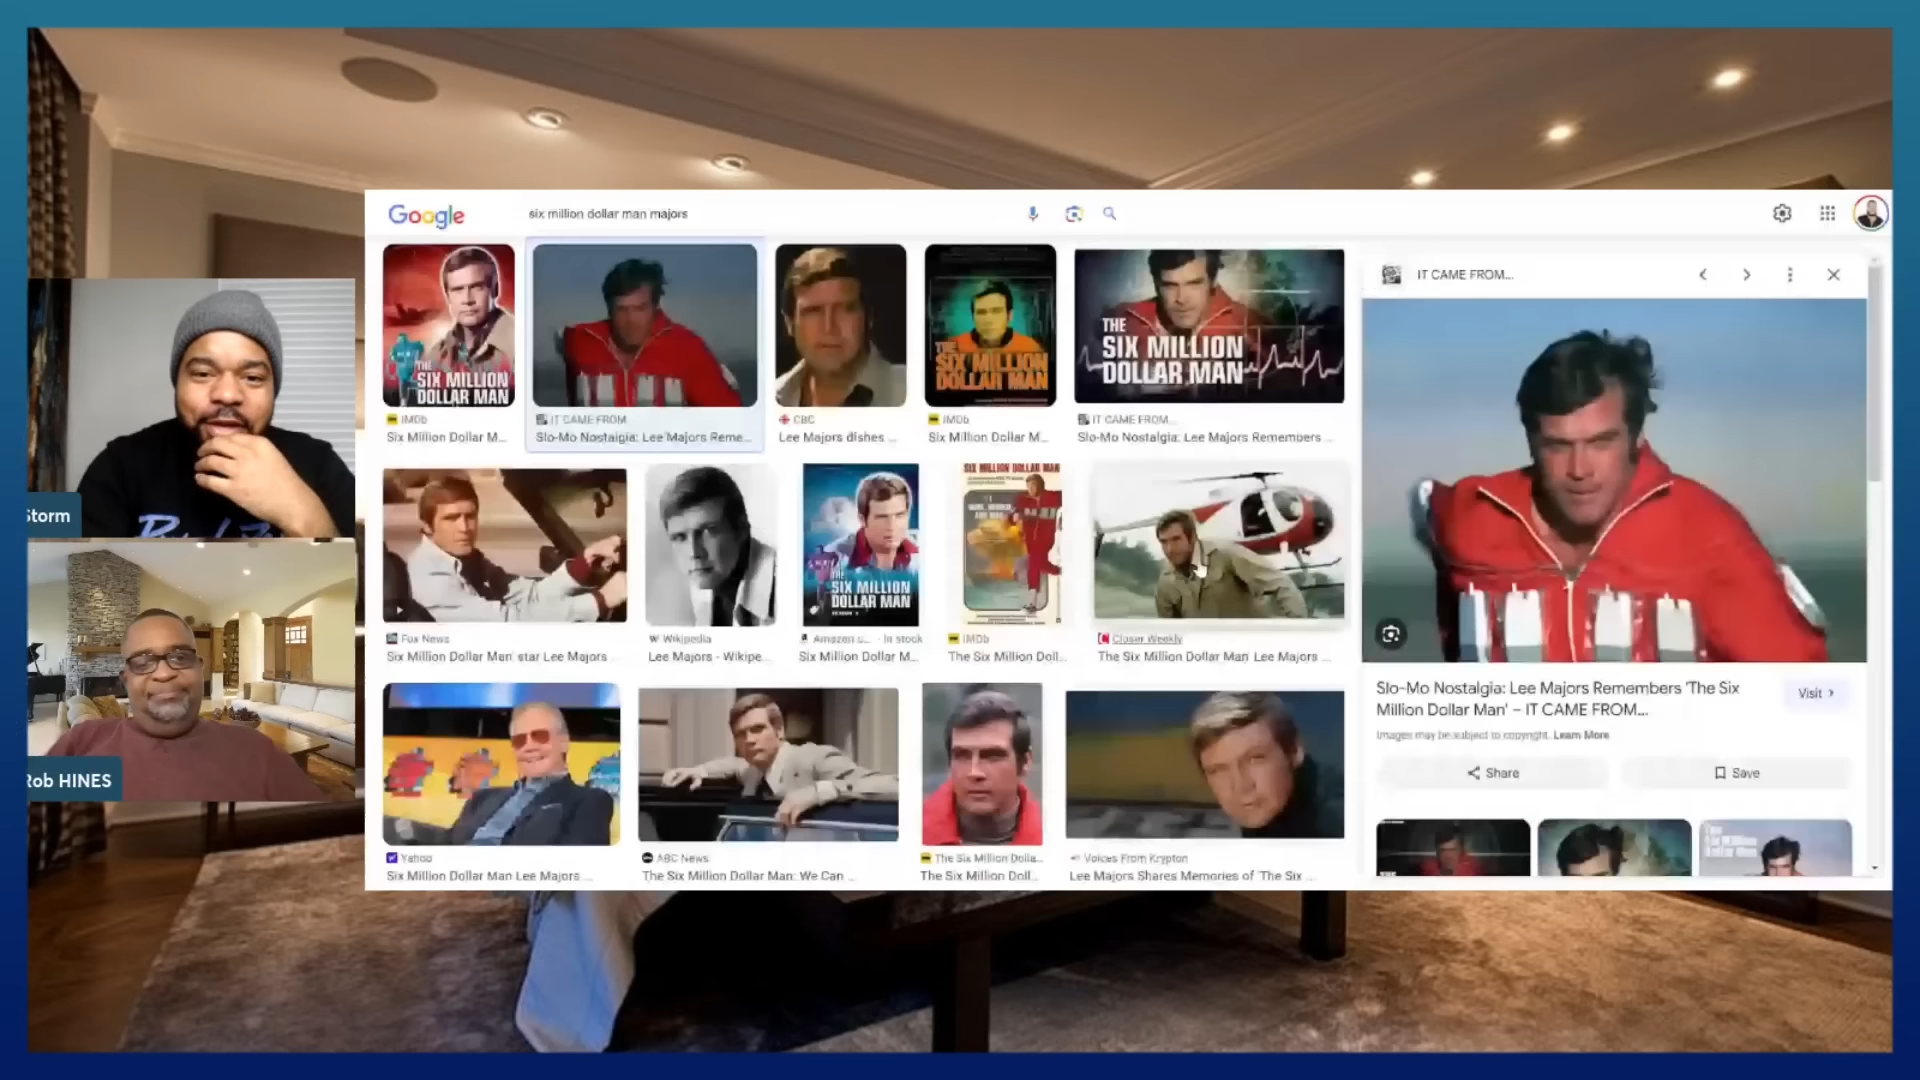 Google
six million dollar man majors
THE
SIX MILLION
DOLLAR MAN
IMDb
Six Million Dollar M...
IT CAME FROM
Slo-Mo Nostalgia: Lee Majors Reme...
CBC
Lee Majors dishes ...
THE
SIX MILLION
DOLLAR MAN
IMDb
Six Million Dollar M...
THE
SIX MILLION
DOLLAR MAN
IT CAME FROM...
Slo-Mo Nostalgia: Lee Majors Remembers ...
IT CAME FROM...
Storm
Fox News
Six Million Dollar Man star Lee Majors ...
Wikipedia
Lee Majors - Wikipe...
THE
SIX MILLION
DOLLAR MAN
Amazon.c... · In stock
Six Million Dollar M...
SIX MILLION DOLLAR MAN
IMDb
The Six Million Doll...
Closer Weekly
The Six Million Dollar Man Lee Majors ...
Slo-Mo Nostalgia: Lee Majors Remembers 'The Six
Million Dollar Man' – IT CAME FROM...
Visit
Images may be subject to copyright. Learn More
Share
Save
Rob HINES
Yahoo
Six Million Dollar Man Lee Majors ...
ABC News
The Six Million Dollar Man: We Can ...
The Six Million Dolla...
The Six Million Doll...
Voices From Krypton
Lee Majors Shares Memories of 'The Six ...